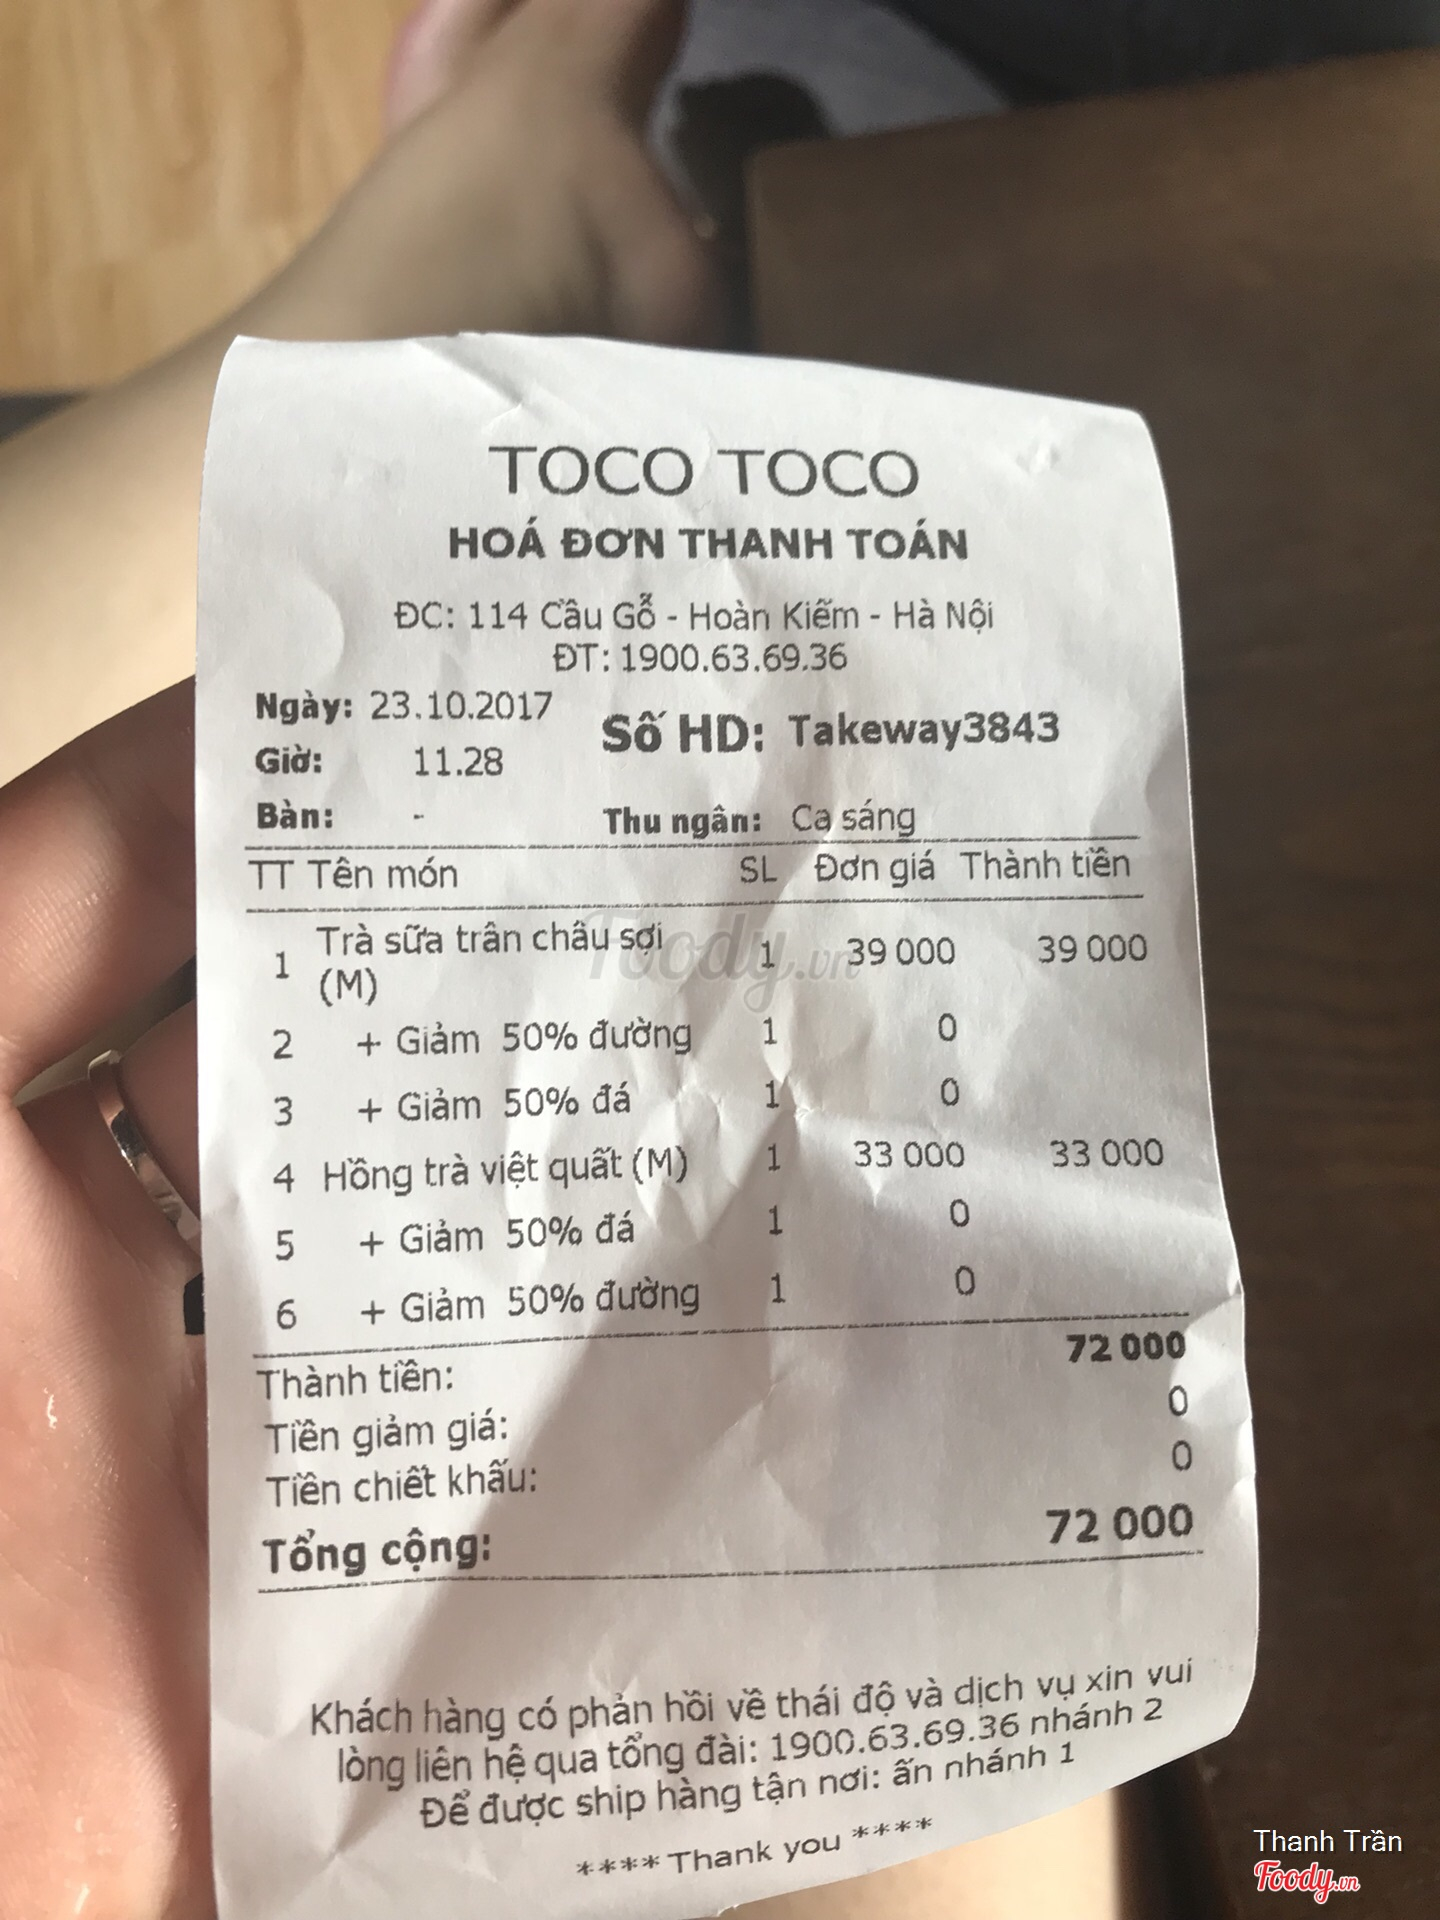 TOCO TOCO
HOÁ ĐƠN THANH TOÁN
ĐC: 114 Cầu Gỗ - Hoàn Kiếm - Hà Nội
ĐT: 1900.63.69.36
Ngày: 23.10.2017
Số HD: Takeway3843
Giờ: 11.28
Bàn: - Thu ngân: Ca sáng
TT Tên món SL Đơn giá Thành tiền
1 Trà sữa trân châu sợi (M) 1 39 000 39 000
2 + Giảm 50% đường 1 0
3 + Giảm 50% đá 1 0
4 Hồng trà việt quất (M) 1 33 000 33 000
5 + Giảm 50% đá 1 0
6 + Giảm 50% đường 1 0
Thành tiền: 72 000
Tiền giảm giá: 0
Tiền chiết khấu: 0
Tổng cộng: 72 000
Khách hàng có phản hồi về thái độ và dịch vụ xin vui
lòng liên hệ qua tổng đài: 1900.63.69.36 nhánh 2
Để được ship hàng tận nơi: ấn nhánh 1
**** Thank you ****
Foody.vn
Thanh Trần
Foody.vn